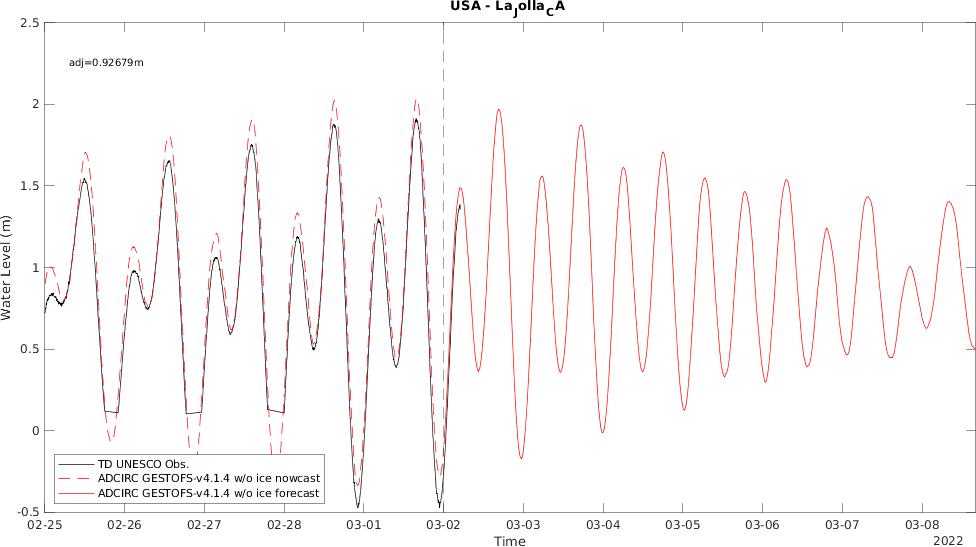 USA - LaJollaCA
adj=0.92679m
2.5
2
1.5
1
0.5
0
-0.5
Water Level (m)
TD UNESCO Obs.
ADCIRC GESTOFS-v4.1.4 w/o ice nowcast
ADCIRC GESTOFS-v4.1.4 w/o ice forecast
02-25 02-26 02-27 02-28 03-01 03-02 03-03 03-04 03-05 03-06 03-07 03-08
Time
2022